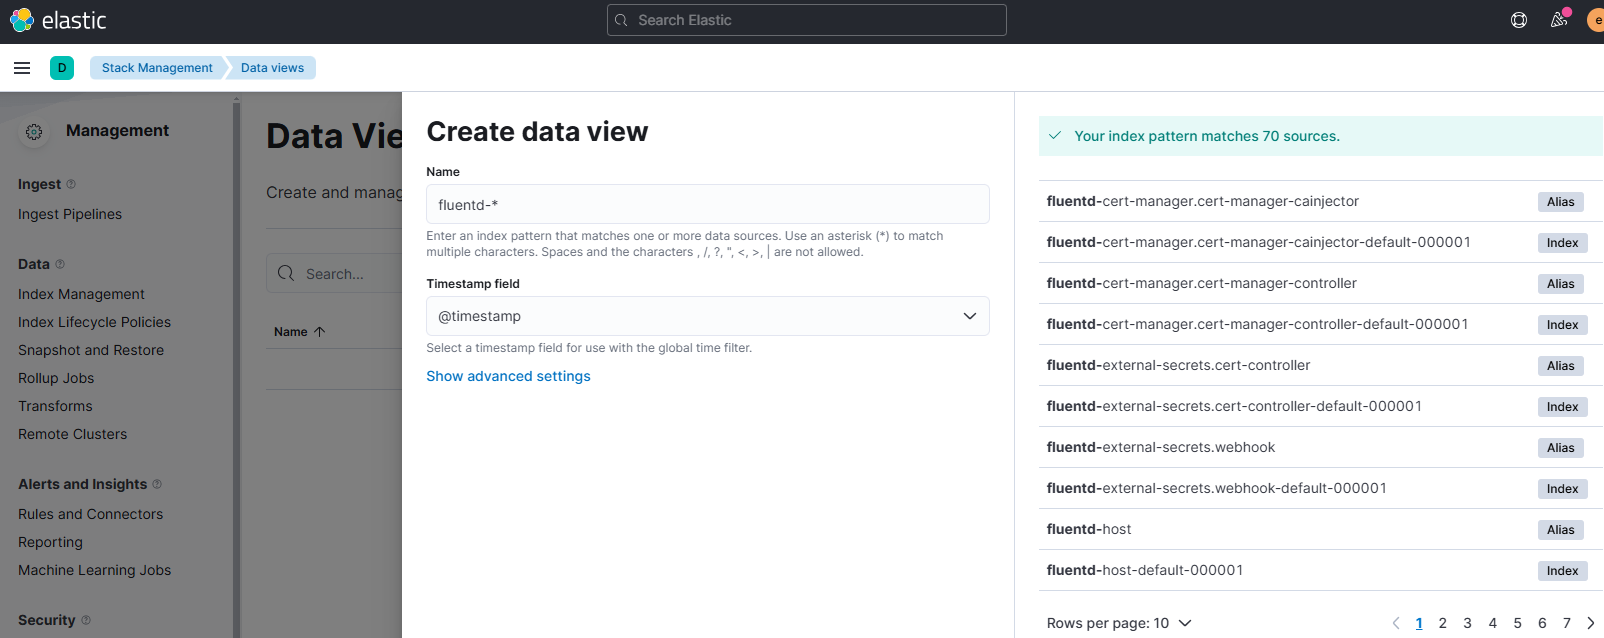 elastic
Search Elastic
e
D
Stack Management
Data views
Management
Ingest
Ingest Pipelines
Data
Index Management
Index Lifecycle Policies
Snapshot and Restore
Rollup Jobs
Transforms
Remote Clusters
Alerts and Insights
Rules and Connectors
Reporting
Machine Learning Jobs
Security
Data Vie
Create and manag
Search...
Name
Create data view
Name
fluentd-*
Enter an index pattern that matches one or more data sources. Use an asterisk (*) to match
multiple characters. Spaces and the characters , /, ?, ", <, >, | are not allowed.
Timestamp field
@timestamp
Select a timestamp field for use with the global time filter.
Show advanced settings
Your index pattern matches 70 sources.
fluentd-cert-manager.cert-manager-cainjector Alias
fluentd-cert-manager.cert-manager-cainjector-default-000001 Index
fluentd-cert-manager.cert-manager-controller Alias
fluentd-cert-manager.cert-manager-controller-default-000001 Index
fluentd-external-secrets.cert-controller Alias
fluentd-external-secrets.cert-controller-default-000001 Index
fluentd-external-secrets.webhook Alias
fluentd-external-secrets.webhook-default-000001 Index
fluentd-host Alias
fluentd-host-default-000001 Index
Rows per page: 10 1 2 3 4 5 6 7